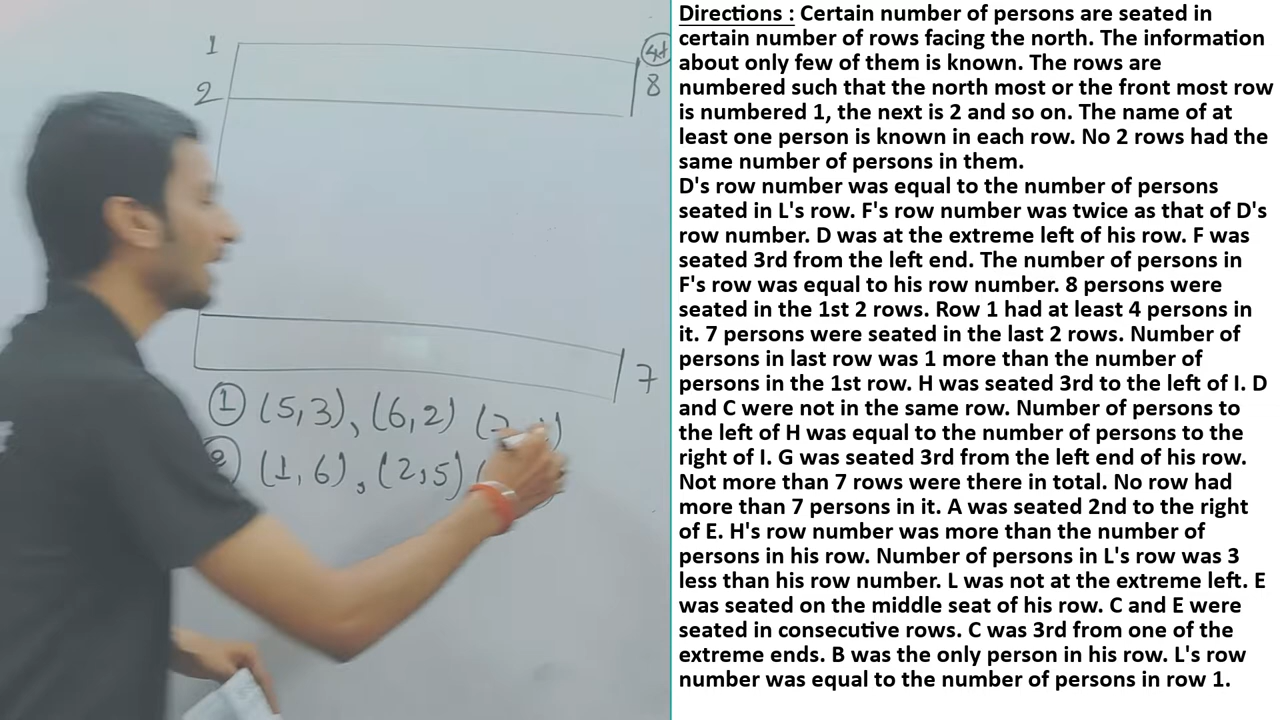 1
4+
2
8
7
① (5,3), (6,2) (7
(1,6), (2,5) (
Directions : Certain number of persons are seated in
certain number of rows facing the north. The information
about only few of them is known. The rows are
numbered such that the north most or the front most row
is numbered 1, the next is 2 and so on. The name of at
least one person is known in each row. No 2 rows had the
same number of persons in them.
D's row number was equal to the number of persons
seated in L's row. F's row number was twice as that of D's
row number. D was at the extreme left of his row. F was
seated 3rd from the left end. The number of persons in
F's row was equal to his row number. 8 persons were
seated in the 1st 2 rows. Row 1 had at least 4 persons in
it. 7 persons were seated in the last 2 rows. Number of
persons in last row was 1 more than the number of
persons in the 1st row. H was seated 3rd to the left of I. D
and C were not in the same row. Number of persons to
the left of H was equal to the number of persons to the
right of I. G was seated 3rd from the left end of his row.
Not more than 7 rows were there in total. No row had
more than 7 persons in it. A was seated 2nd to the right
of E. H's row number was more than the number of
persons in his row. Number of persons in L's row was 3
less than his row number. L was not at the extreme left. E
was seated on the middle seat of his row. C and E were
seated in consecutive rows. C was 3rd from one of the
extreme ends. B was the only person in his row. L's row
number was equal to the number of persons in row 1.